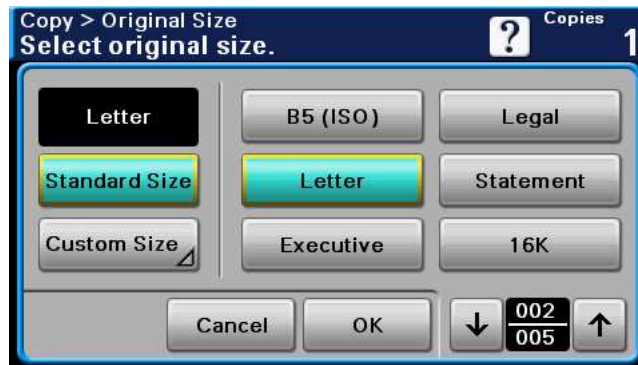 Copy > Original Size
Select original size.
?
Copies
1
Letter
Standard Size
Custom Size
B5 (ISO)
Legal
Letter
Statement
Executive
16K
Cancel
OK
↓
002
005
↑